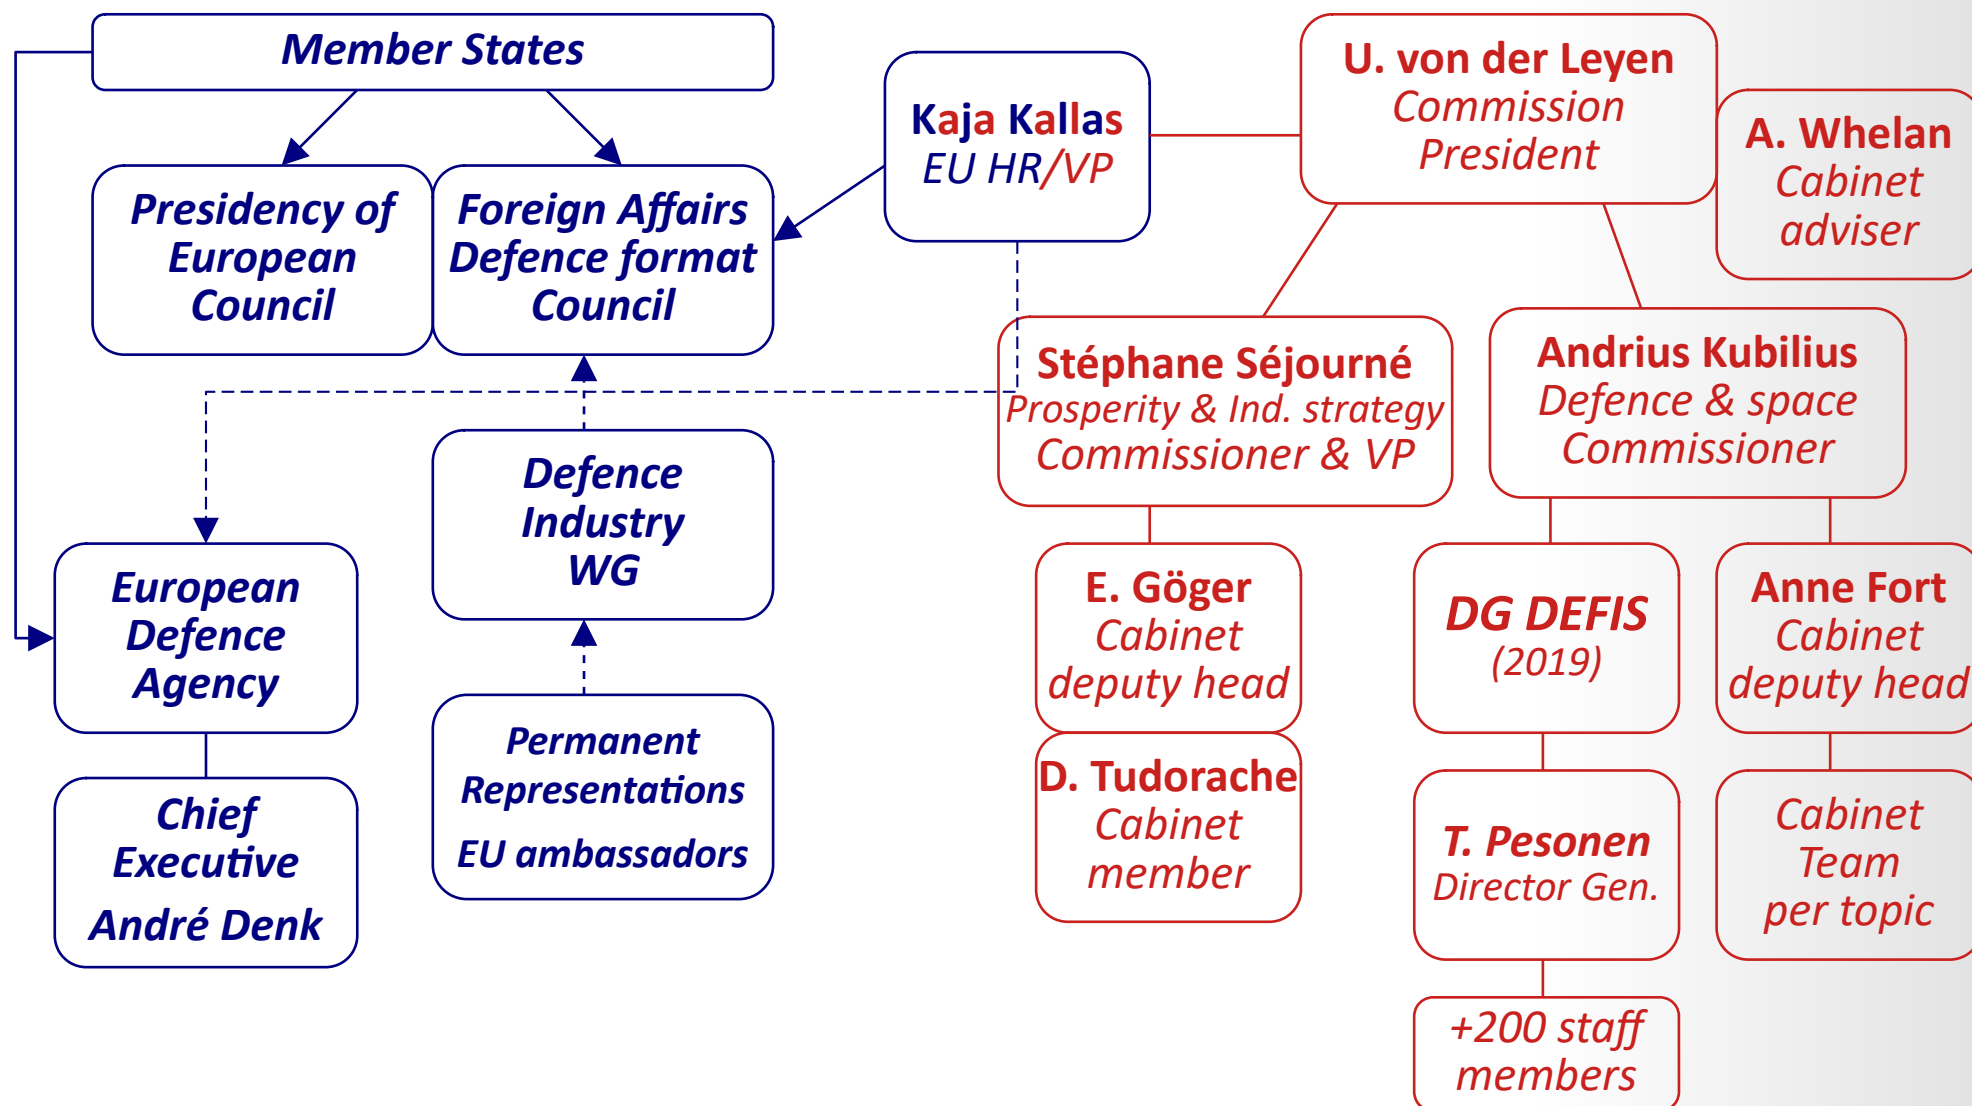 Member States
Presidency of
European
Council
Foreign Affairs
Defence format
Council
Kaja Kallas
EU HR/VP
U. von der Leyen
Commission
President
A. Whelan
Cabinet
adviser
Stéphane Séjourné
Prosperity & Ind. strategy
Commissioner & VP
Andrius Kubilius
Defence & space
Commissioner
European
Defence
Agency
Defence
Industry
WG
E. Göger
Cabinet
deputy head
DG DEFIS
(2019)
Anne Fort
Cabinet
deputy head
Chief
Executive
André Denk
Permanent
Representations
EU ambassadors
D. Tudorache
Cabinet
member
T. Pesonen
Director Gen.
Cabinet
Team
per topic
+200 staff
members